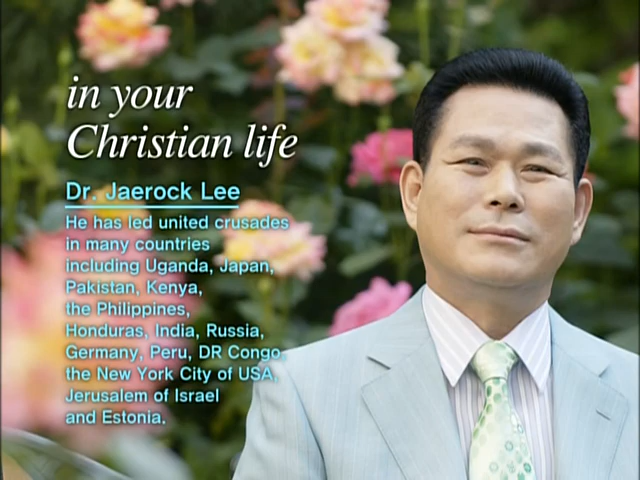 in your
Christian life
Dr. Jaerock Lee
He has led united crusades
in many countries
including Uganda, Japan,
Pakistan, Kenya,
the Philippines,
Honduras, India, Russia,
Germany, Peru, DR Congo,
the New York City of USA,
Jerusalem of Israel
and Estonia.